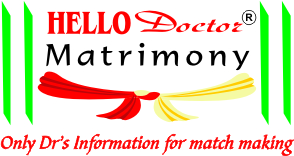 HELLO Doctor®
Matrimony
Only Dr's Information for match making